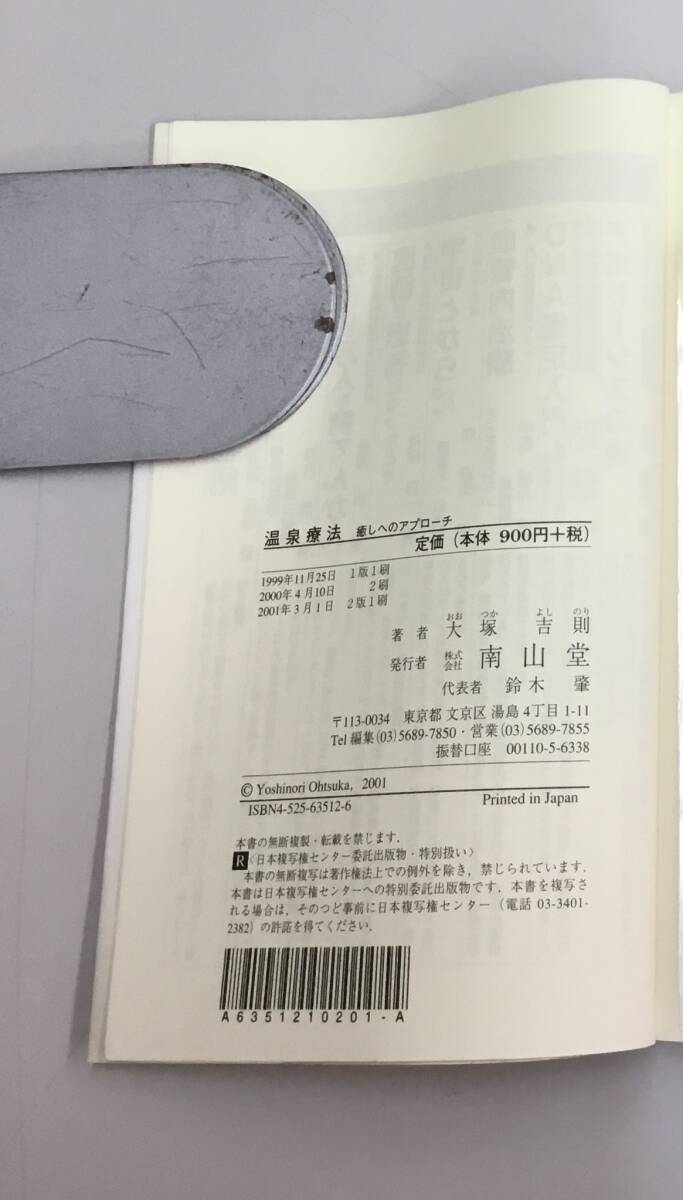 温泉療法 癒しへのアプローチ
定価（本体 900円＋税）
1999年11月25日 1版1刷
2000年 4月10日 2刷
2001年 3月 1日 2版1刷
おお つか よし のり
著者 大塚 吉則
発行者 株式会社 南山堂
代表者 鈴木 肇
〒113-0034 東京都 文京区 湯島 4丁目 1-11
Tel 編集(03)5689-7850・営業(03)5689-7855
振替口座 00110-5-6338
© Yoshinori Ohtsuka, 2001
ISBN4-525-63512-6 Printed in Japan
本書の無断複製・転載を禁じます．
R〈日本複写権センター委託出版物・特別扱い〉
本書の無断複写は著作権法上での例外を除き，禁じられています．
本書は日本複写権センターへの特別委託出版物です．本書を複写さ
れる場合は，そのつど事前に日本複写権センター（電話 03-3401-
2382）の許諾を得てください．
A6351210201-A